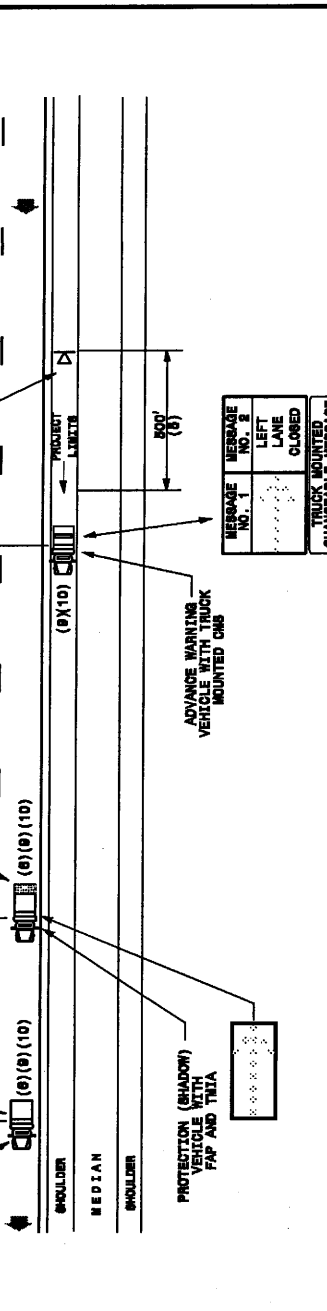 (6)(9)(10)
(6)(9)(10)
(9)(10)
PROJECT
LIMITS
500'
(5)
SHOULDER
MEDIAN
SHOULDER
PROTECTION (SHADOW)
VEHICLE WITH
FAP AND TMIA
ADVANCE WARNING
VEHICLE WITH TRUCK
MOUNTED CMS
MESSAGE
NO. 1
MESSAGE
NO. 2
LEFT
LANE
CLOSED
TRUCK MOUNTED